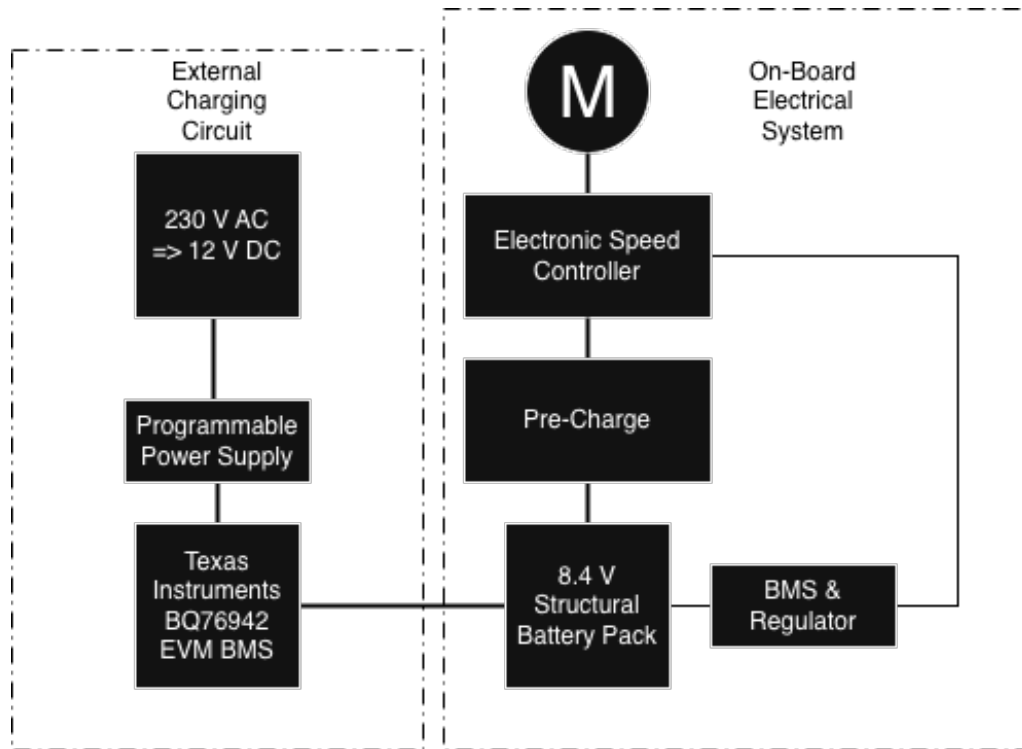 External
Charging
Circuit
230 V AC
=> 12 V DC
Programmable
Power Supply
Texas
Instruments
BQ76942
EVM BMS
M
On-Board
Electrical
System
Electronic Speed
Controller
Pre-Charge
8.4 V
Structural
Battery Pack
BMS &
Regulator